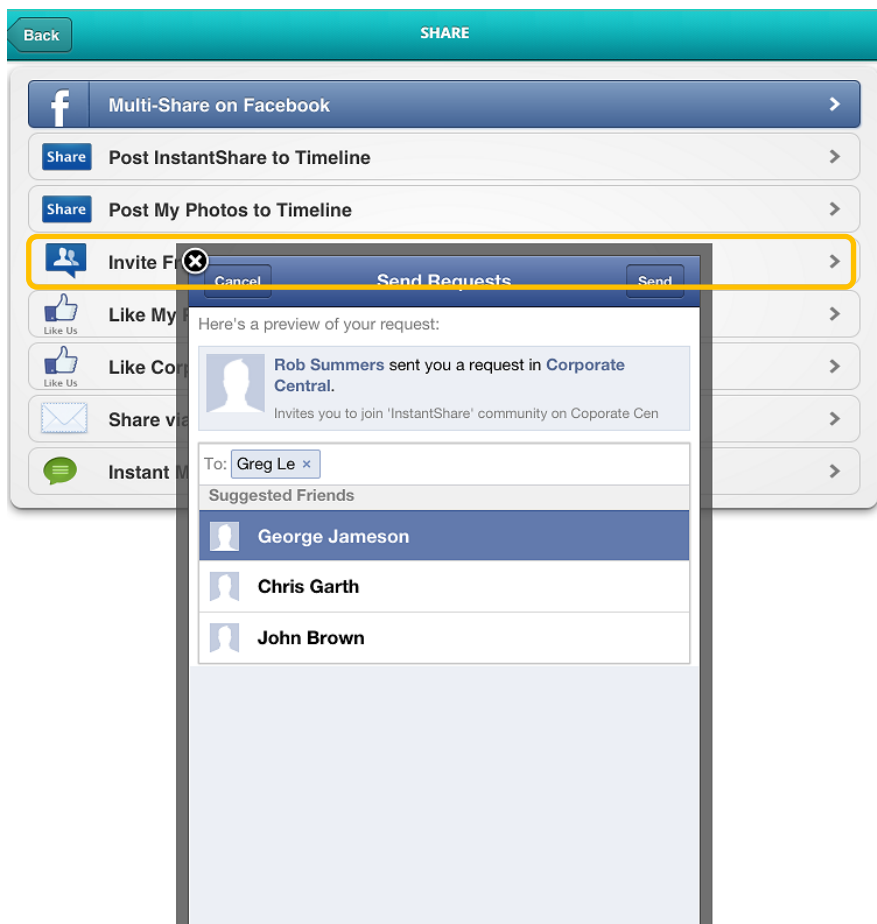 Back
SHARE
f
Multi-Share on Facebook
Share Post InstantShare to Timeline
Share Post My Photos to Timeline
Invite Fr
Cancel Send Requests Send
Like My
Like Us
Here's a preview of your request:
Rob Summers sent you a request in Corporate
Central.
Invites you to join 'InstantShare' community on Coporate Cen
Like Cor
Like Us
Share via
To: Greg Le ×
Instant M
Suggested Friends
George Jameson
Chris Garth
John Brown